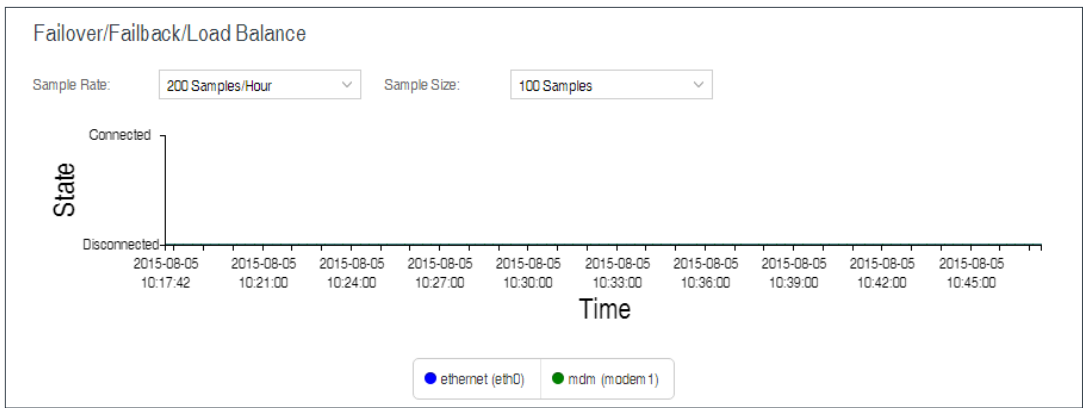 Failover/Failback/Load Balance
Sample Rate: 200 Samples/Hour Sample Size: 100 Samples
Connected
State
Disconnected
2015-08-05 2015-08-05 2015-08-05 2015-08-05 2015-08-05 2015-08-05 2015-08-05 2015-08-05 2015-08-05 2015-08-05
10:17:42 10:21:00 10:24:00 10:27:00 10:30:00 10:33:00 10:36:00 10:39:00 10:42:00 10:45:00
Time
ethernet (eth0) mdm (modem1)